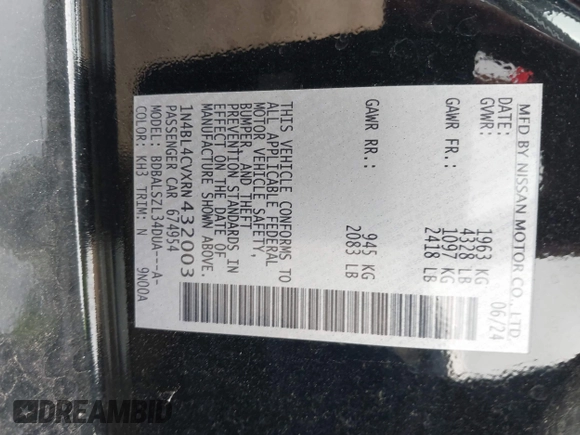 MFD BY NISSAN MOTOR CO., LTD.
DATE: 06/24
GVWR: 1963 KG
4338 LB
GAWR FR.: 1097 KG
2418 LB
GAWR RR.: 945 KG
2083 LB
THIS VEHICLE CONFORMS TO
ALL APPLICABLE FEDERAL
MOTOR VEHICLE SAFETY,
BUMPER, AND THEFT
PREVENTION STANDARDS IN
EFFECT ON THE DATE OF
MANUFACTURE SHOWN ABOVE.
1N4BL4CVXRN432003
PASSENGER CAR 674954
MODEL: BDBALSZL34DUA---A-
COLOR: KH3 TRIM: N 9N00A
DREAMBID